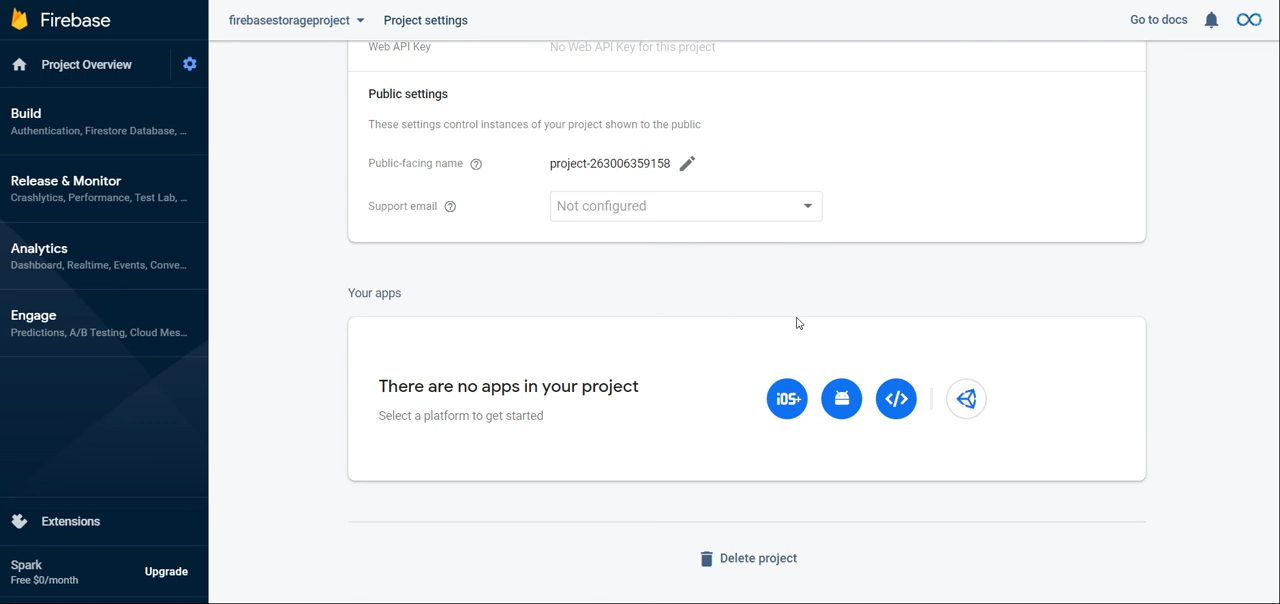 Firebase
firebasestorageproject
Project settings
Go to docs
Project Overview
Build
Authentication, Firestore Database, ...
Release & Monitor
Crashlytics, Performance, Test Lab, ...
Analytics
Dashboard, Realtime, Events, Conve...
Engage
Predictions, A/B Testing, Cloud Mes...
Extensions
Spark
Free $0/month
Upgrade
Web API Key
No Web API Key for this project
Public settings
These settings control instances of your project shown to the public
Public-facing name
project-263006359158
Support email
Not configured
Your apps
There are no apps in your project
Select a platform to get started
iOS+
</>
Delete project